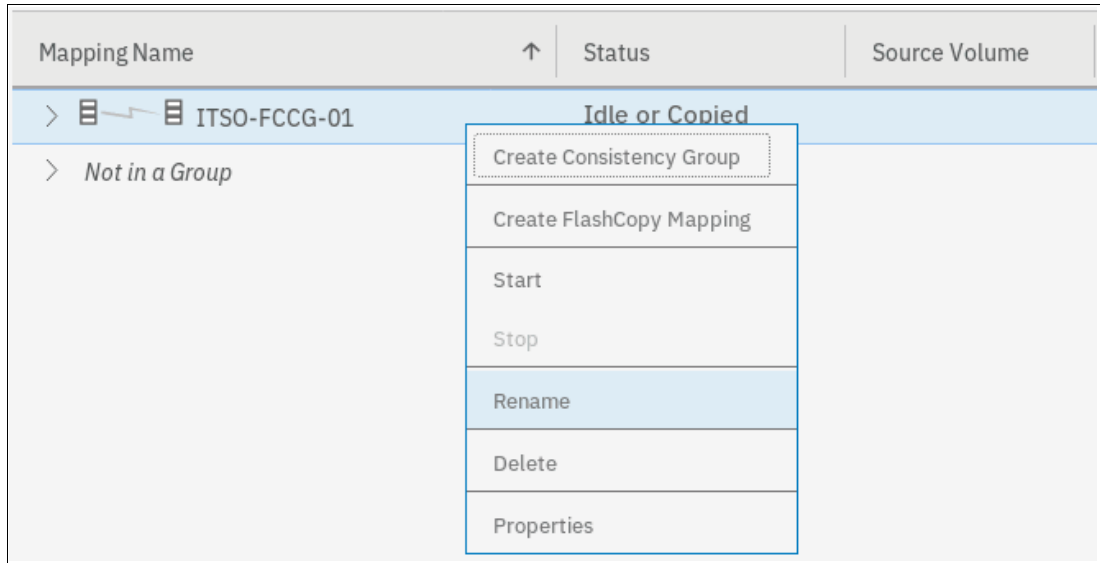 Mapping Name Status Source Volume
ITSO-FCCG-01 Idle or Copied
Not in a Group
Create Consistency Group
Create FlashCopy Mapping
Start
Stop
Rename
Delete
Properties